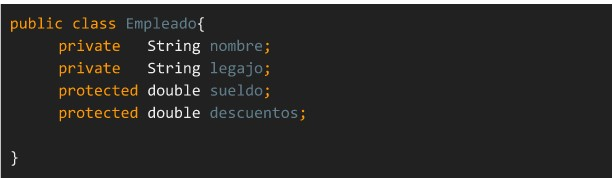 public class Empleado{
private String nombre;
private String legajo;
protected double sueldo;
protected double descuentos;
}